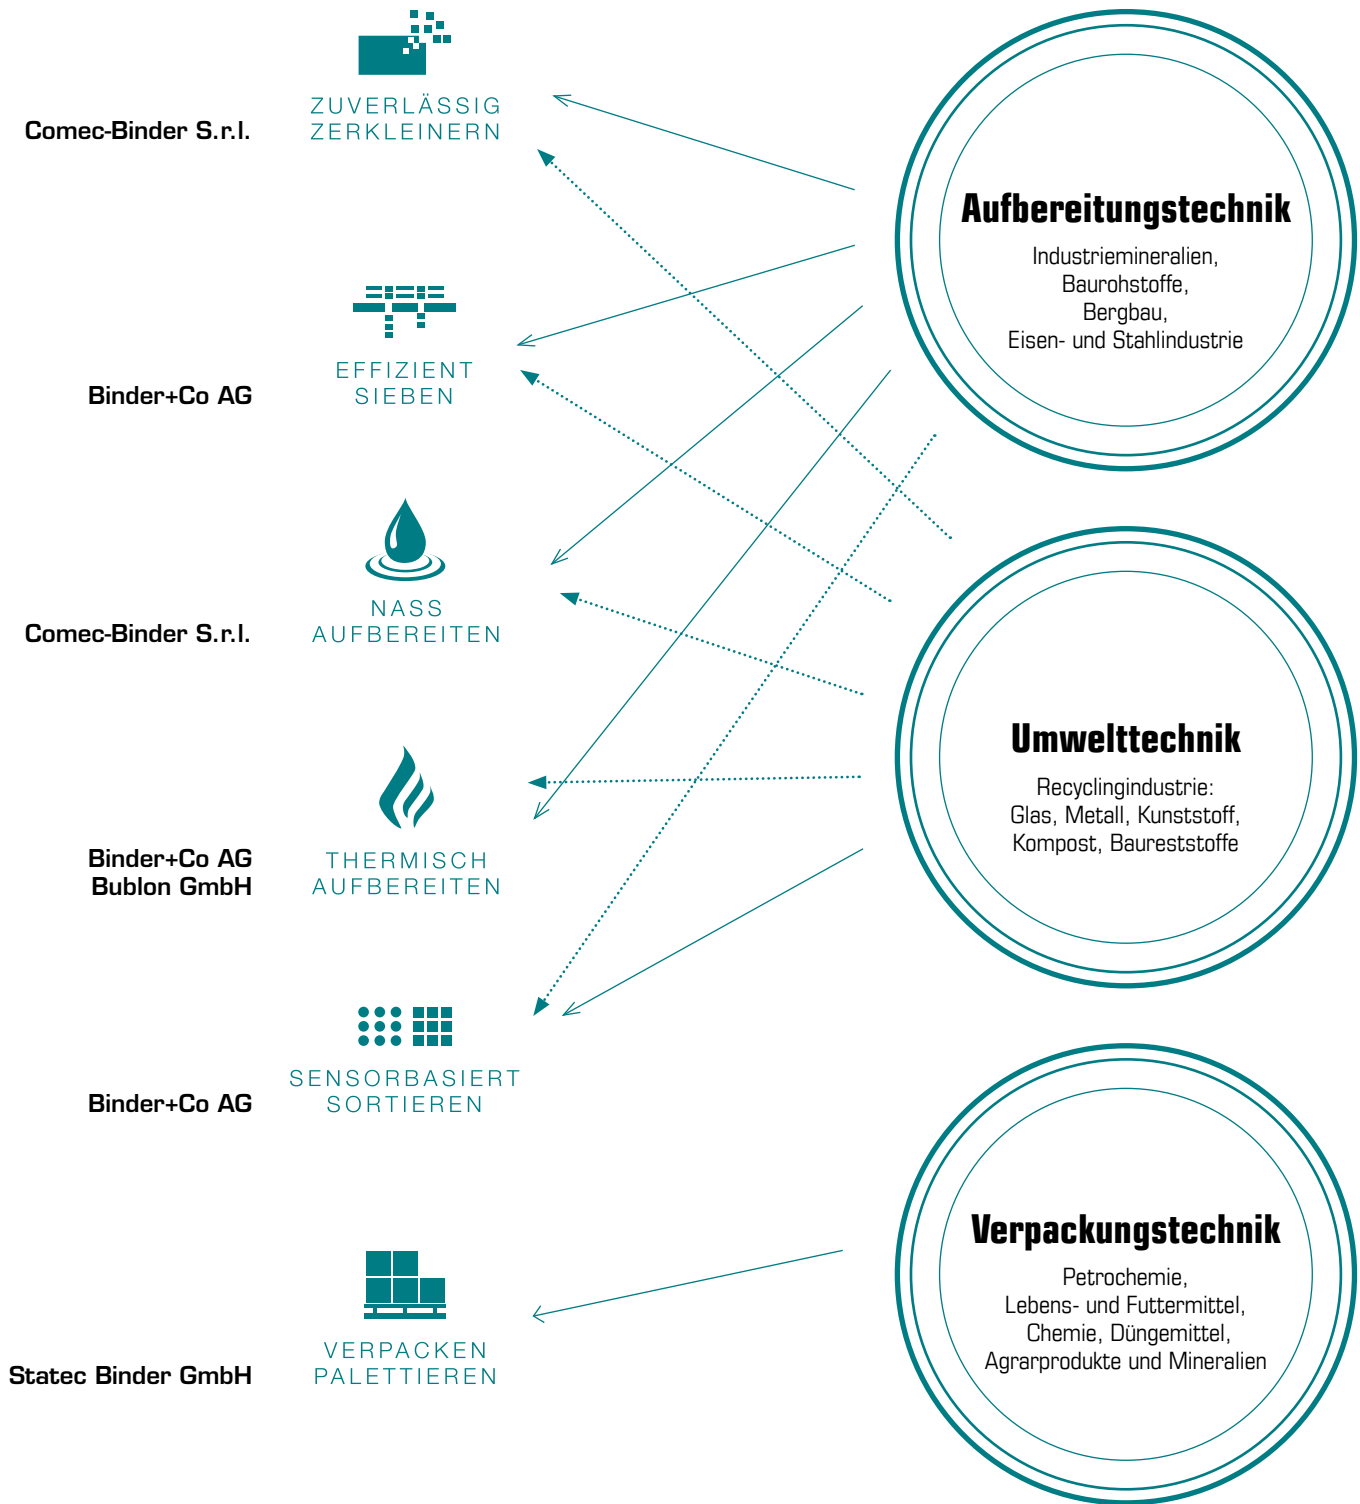 Comec-Binder S.r.l.
ZUVERLÄSSIG
ZERKLEINERN
Binder+Co AG
EFFIZIENT
SIEBEN
Comec-Binder S.r.l.
NASS
AUFBEREITEN
Binder+Co AG
Bublon GmbH
THERMISCH
AUFBEREITEN
Binder+Co AG
SENSORBASIERT
SORTIEREN
Statec Binder GmbH
VERPACKEN
PALETTIEREN
Aufbereitungstechnik
Industriemineralien,
Baurohstoffe,
Bergbau,
Eisen- und Stahlindustrie
Umwelttechnik
Recyclingindustrie:
Glas, Metall, Kunststoff,
Kompost, Baureststoffe
Verpackungstechnik
Petrochemie,
Lebens- und Futtermittel,
Chemie, Düngemittel,
Agrarprodukte und Mineralien